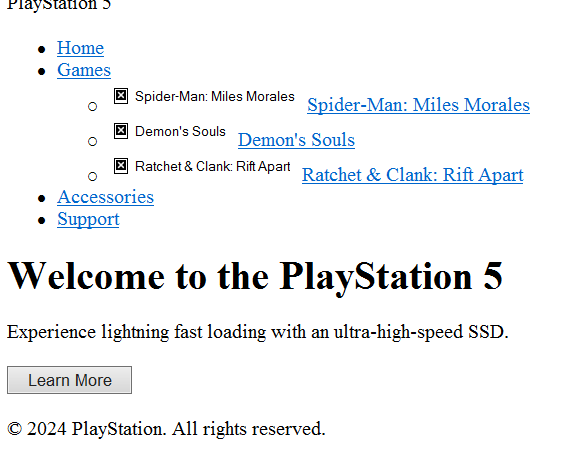 PlayStation 5
Home
Games
Spider-Man: Miles Morales Spider-Man: Miles Morales
Demon's Souls Demon's Souls
Ratchet & Clank: Rift Apart Ratchet & Clank: Rift Apart
Accessories
Support
Welcome to the PlayStation 5
Experience lightning fast loading with an ultra-high-speed SSD.
Learn More
© 2024 PlayStation. All rights reserved.